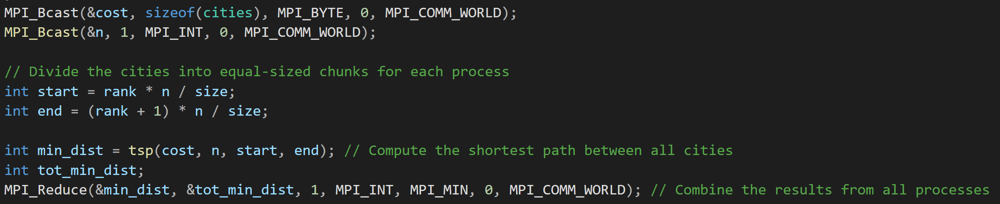 MPI_Bcast(&cost, sizeof(cities), MPI_BYTE, 0, MPI_COMM_WORLD);
MPI_Bcast(&n, 1, MPI_INT, 0, MPI_COMM_WORLD);
// Divide the cities into equal-sized chunks for each process
int start = rank * n / size;
int end = (rank + 1) * n / size;
int min_dist = tsp(cost, n, start, end); // Compute the shortest path between all cities
int tot_min_dist;
MPI_Reduce(&min_dist, &tot_min_dist, 1, MPI_INT, MPI_MIN, 0, MPI_COMM_WORLD); // Combine the results from all processes